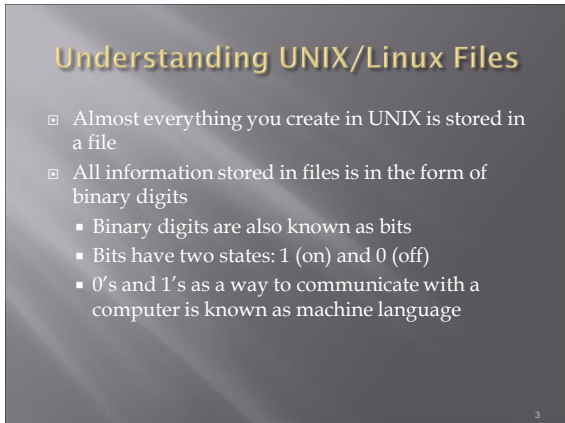 Understanding UNIX/Linux Files
Almost everything you create in UNIX is stored in
a file
All information stored in files is in the form of
binary digits
Binary digits are also known as bits
Bits have two states: 1 (on) and 0 (off)
0's and 1's as a way to communicate with a
computer is known as machine language
3